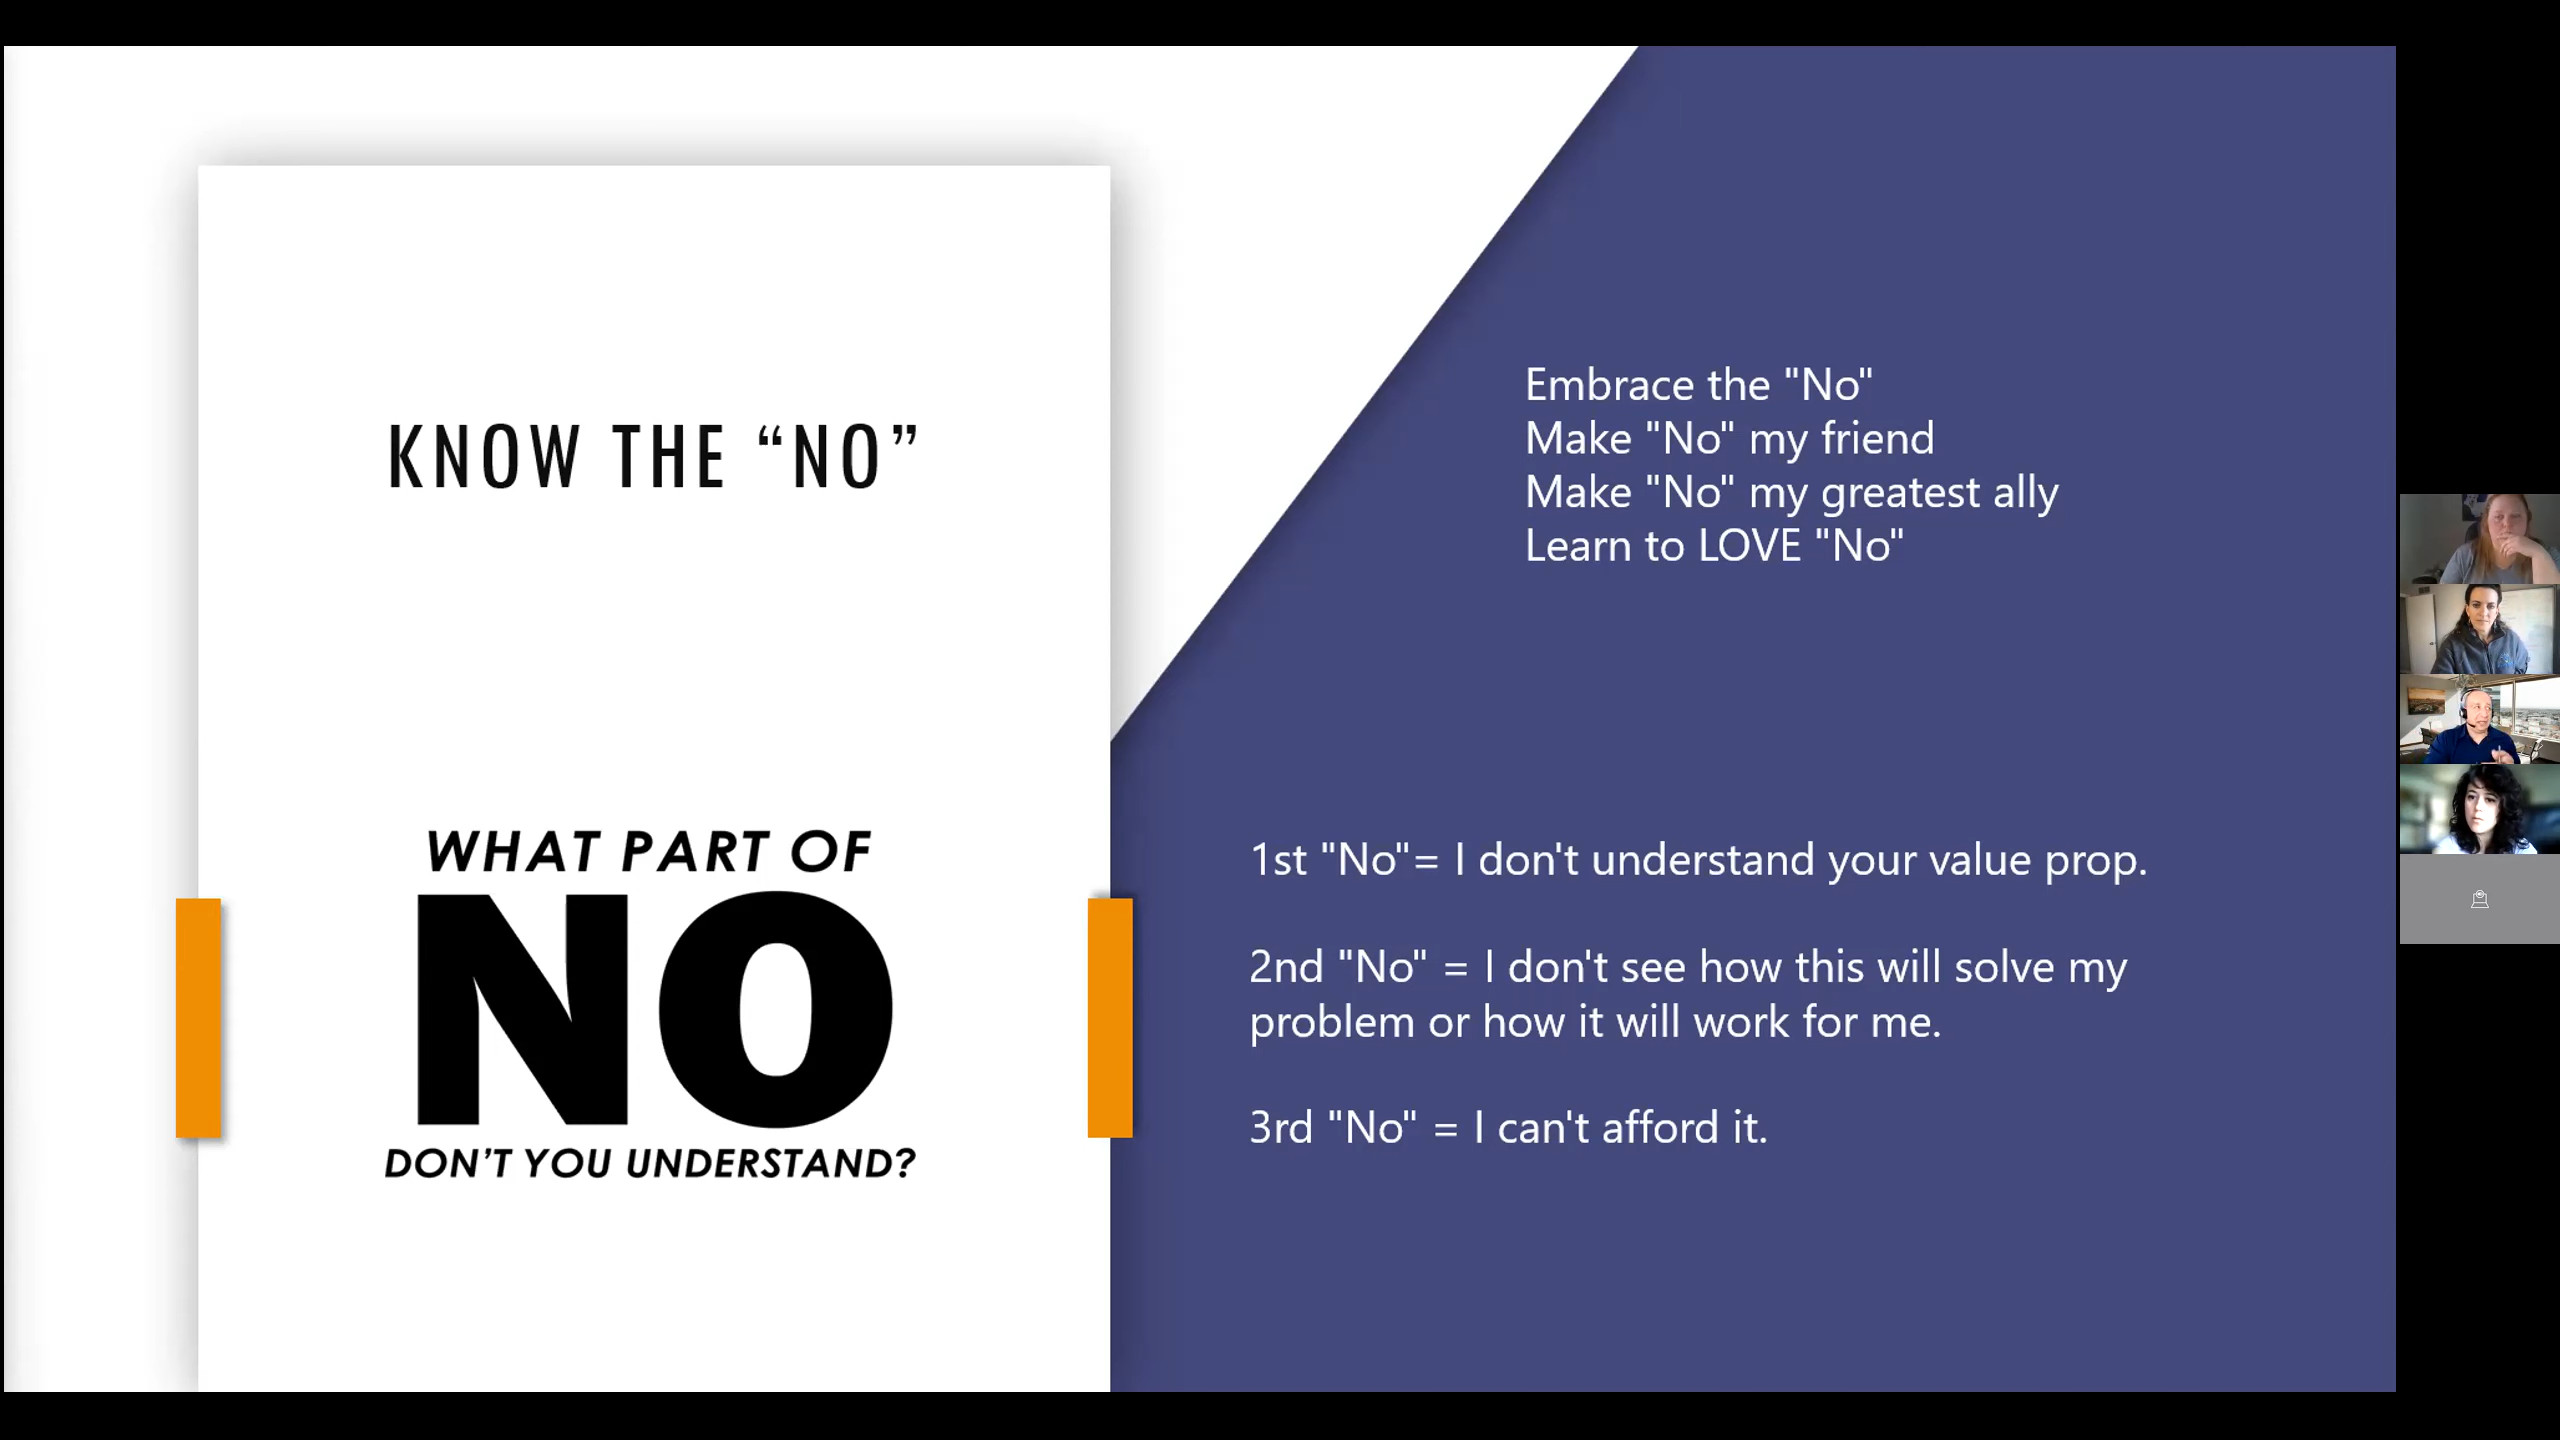 KNOW THE “NO”
WHAT PART OF
NO
DON’T YOU UNDERSTAND?
Embrace the "No"
Make "No" my friend
Make "No" my greatest ally
Learn to LOVE "No"
1st "No"= I don't understand your value prop.
2nd "No" = I don't see how this will solve my
problem or how it will work for me.
3rd "No" = I can't afford it.